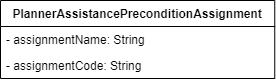 PlannerAssistancePreconditionAssignment
- assignmentName: String
- assignmentCode: String